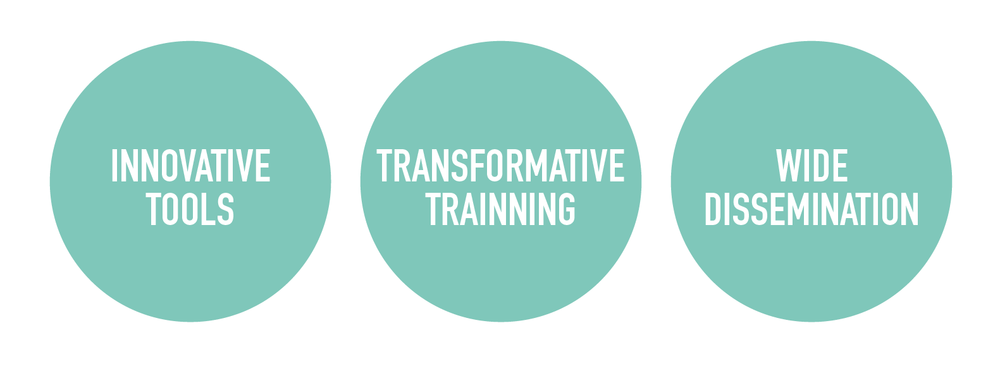 INNOVATIVE
TOOLS
TRANSFORMATIVE
TRAINNING
WIDE
DISSEMINATION